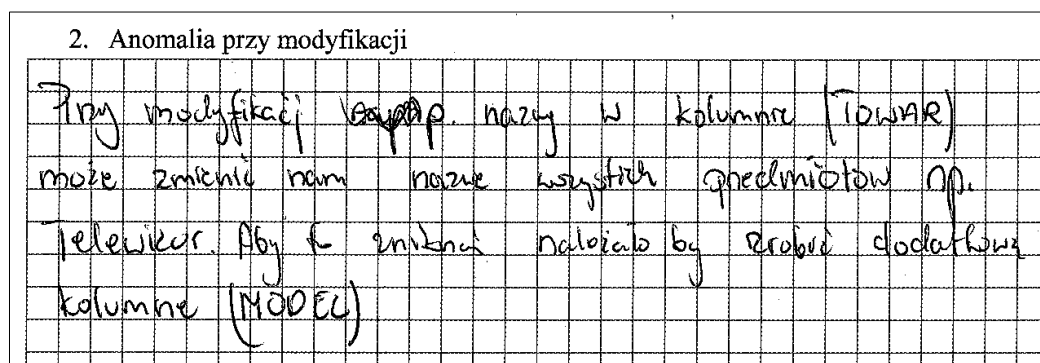 2. Anomalia przy modyfikacji
Przy modyfikacji np. nazwy w kolumnie (TOWAR)
może zmienić nam nazwę wszystkich przedmiotów np.
Telewizor. Aby zniknąć należało by zrobić dodatkową
kolumnę (MODEL)